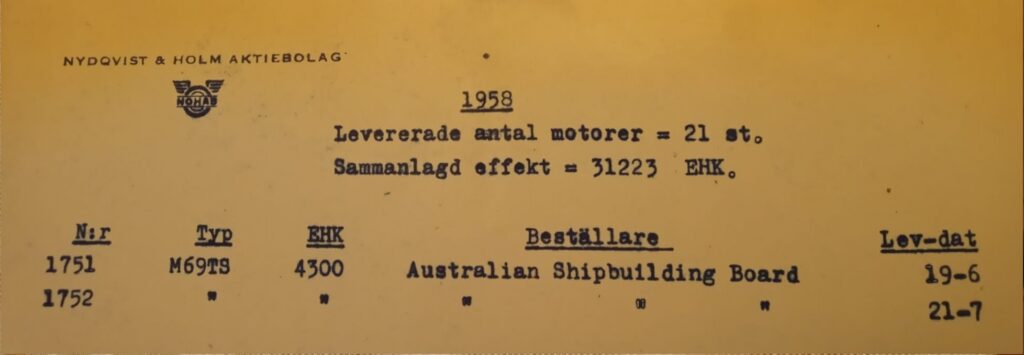 NYDQVIST & HOLM AKTIEBOLAG
NOHAB
1958
Levererade antal motorer = 21 st.
Sammanlagd effekt = 31223 EHK.
N:r Typ EHK Beställare Lev-dat
1751 M69TS 4300 Australian Shipbuilding Board 19-6
1752 " " " " " 21-7